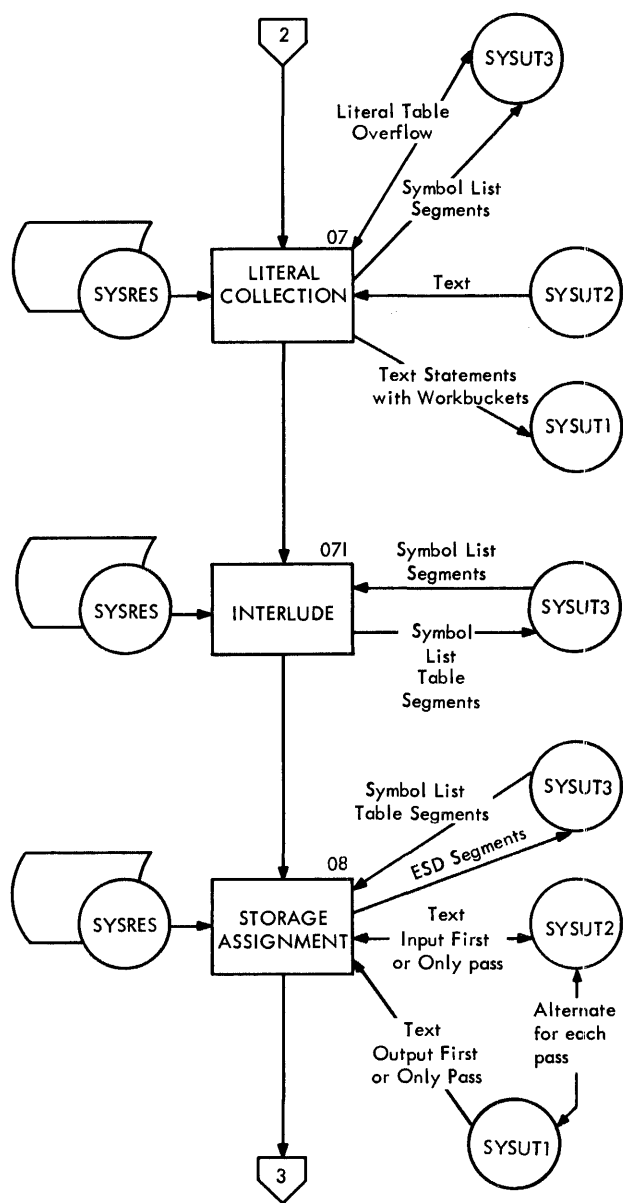 2
SYSUT3
Literal Table
Overflow
Symbol List
Segments
07
LITERAL
COLLECTION
SYSRES
Text
SYSUT2
Text Statements
with Workbuckets
SYSUT1
07I
INTERLUDE
SYSRES
Symbol List
Segments
SYSUT3
Symbol
List
Table
Segments
Symbol List
Table Segments
SYSUT3
ESD Segments
08
STORAGE
ASSIGNMENT
SYSRES
Text
Input First
or Only pass
SYSUT2
Alternate
for each
pass
Text
Output First
or Only Pass
SYSUT1
3